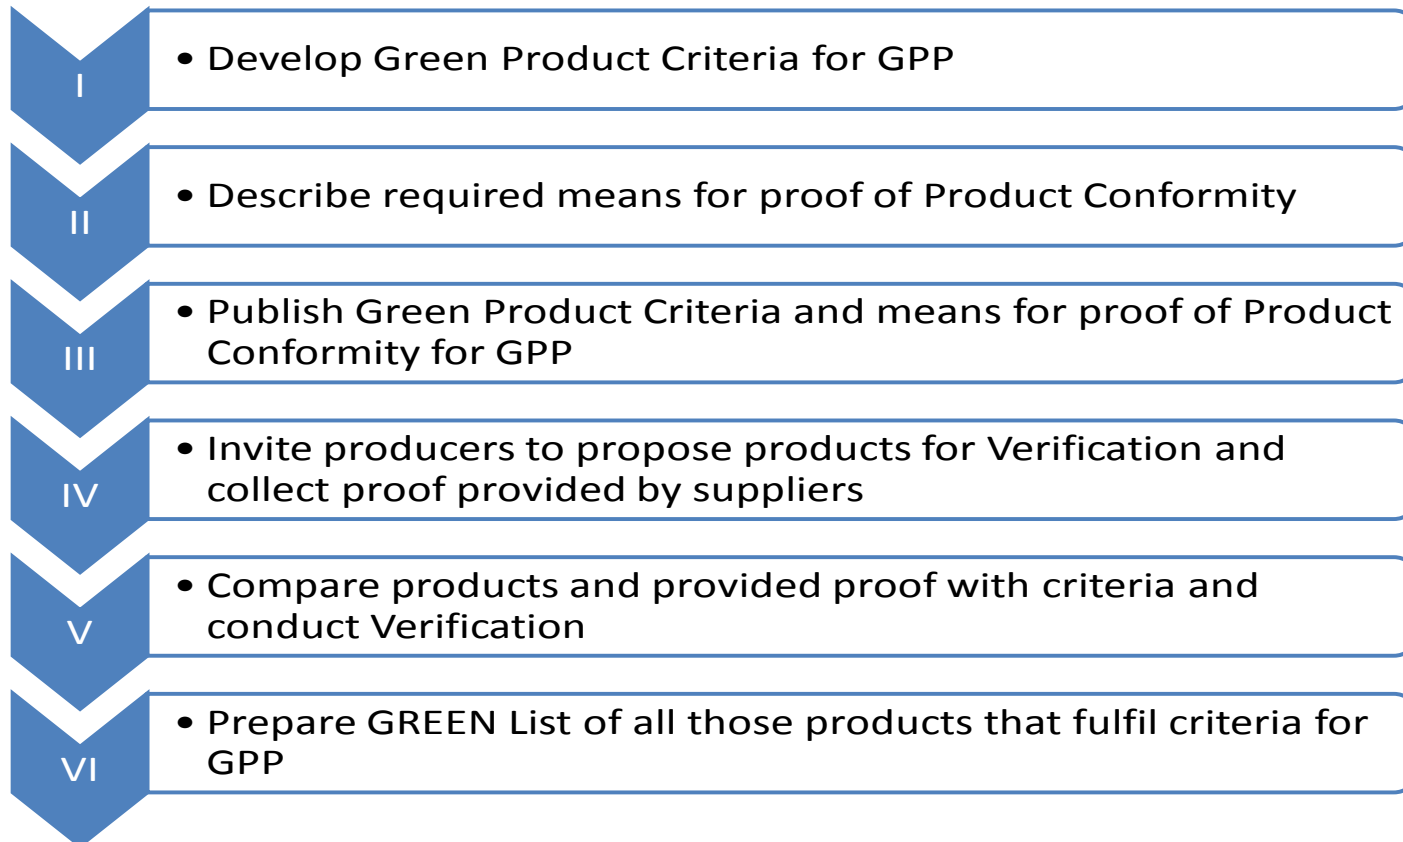 I
• Develop Green Product Criteria for GPP
II
• Describe required means for proof of Product Conformity
III
• Publish Green Product Criteria and means for proof of Product
Conformity for GPP
IV
• Invite producers to propose products for Verification and
collect proof provided by suppliers
V
• Compare products and provided proof with criteria and
conduct Verification
VI
• Prepare GREEN List of all those products that fulfil criteria for
GPP